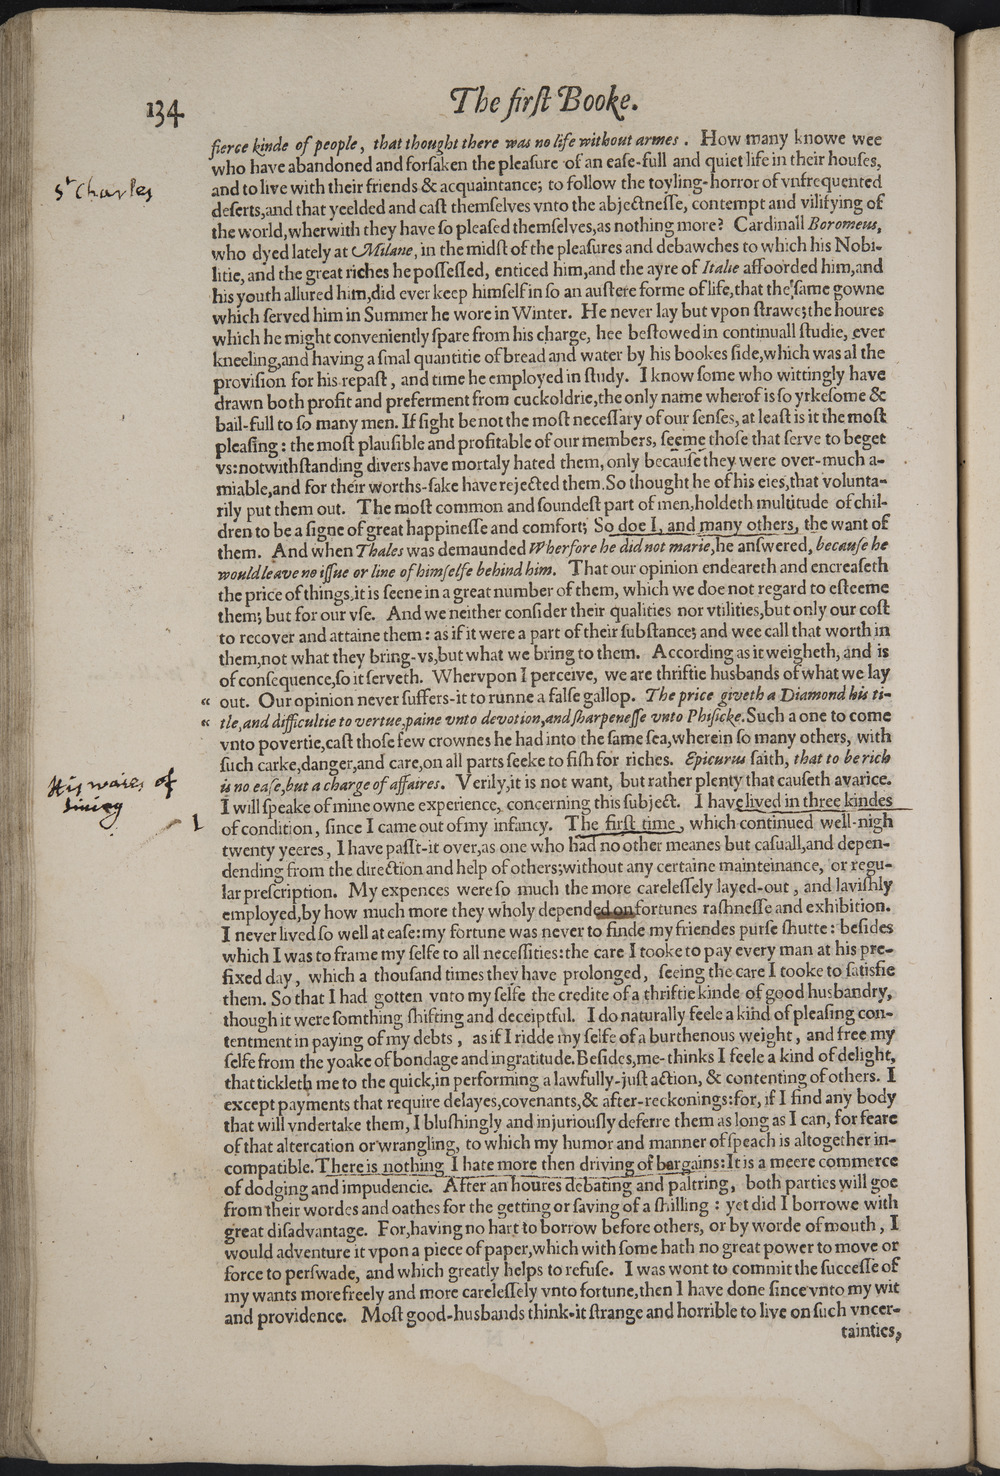 134
The firſt Booke.
fierce kinde of people, that thought there was no life without armes. How many knowe wee
who have abandoned and forſaken the pleaſure of an eaſe-full and quiet life in their houſes,
St Charles
and to live with their friends & acquaintance; to follow the toyling-horror of vnfrequented
deſerts,and that yeelded and caſt themſelves vnto the abjectneſſe, contempt and vilifying of
the world,wherwith they have ſo pleaſed themſelves,as nothing more? Cardinall Boromeus,
who dyed lately at Milane, in the midſt of the pleaſures and debawches to which his Nobi-
litie, and the great riches he poſſeſſed, enticed him,and the ayre of Italie affoorded him,and
his youth allured him,did ever keep himſelf in ſo an auſtere forme of life,that the ſame gowne
which ſerved him in Summer he wore in Winter. He never lay but vpon ſtrawe;the houres
which he might conveniently ſpare from his charge, hee beſtowed in continuall ſtudie, ever
kneeling,and having a ſmal quantitie of bread and water by his bookes ſide,which was al the
proviſion for his repaſt, and time he employed in ſtudy. I know ſome who wittingly have
drawn both profit and preferment from cuckoldrie,the only name wherof is ſo yrkeſome &
bail-full to ſo many men. If ſight be not the moſt neceſſary of our ſenſes, at leaſt is it the moſt
pleaſing: the moſt plauſible and profitable of our members, ſeeme thoſe that ſerve to beget
vs:notwithſtanding divers have mortaly hated them, only becauſe they were over-much a-
miable,and for their worths-ſake have rejected them. So thought he of his eies,that volunta-
rily put them out. The moſt common and ſoundeſt part of men,holdeth multitude of chil-
dren to be a ſigne of great happineſſe and comfort; So doe I, and many others, the want of
them. And when Thales was demaunded Wherfore he did not marie,he anſwered, becauſe he
would leave no iſſue or line of himſelfe behind him. That our opinion endeareth and encreaſeth
the price of things,it is ſeene in a great number of them, which we doe not regard to eſteeme
them; but for our vſe. And we neither conſider their qualities nor vtilities,but only our coſt
to recover and attaine them: as if it were a part of their ſubſtance; and wee call that worth in
them,not what they bring-vs,but what we bring to them. According as it weigheth, and is
of conſequence,ſo it ſerveth. Whervpon I perceive, we are thriftie husbands of what we lay
“ out. Our opinion never ſuffers-it to runne a falſe gallop. The price giveth a Diamond his ti-
“ tle,and difficultie to vertue,paine vnto devotion,and ſharpeneſſe vnto Phiſicke. Such a one to come
vnto povertie,caſt thoſe few crownes he had into the ſame ſea,wherein ſo many others, with
ſuch carke,danger,and care,on all parts ſeeke to fiſh for riches. Epicurus ſaith, that to be rich
His waies of
living
is no eaſe,but a charge of affaires. Verily,it is not want, but rather plenty that cauſeth avarice.
I will ſpeake of mine owne experience, concerning this ſubject. I have lived in three kindes
1
of condition, ſince I came out of my infancy. The firſt time, which continued well-nigh
twenty yeeres, I have paſſt-it over,as one who had no other meanes but caſuall,and depen-
dending from the direction and help of others;without any certaine mainteinance, or regu-
lar preſcription. My expences were ſo much the more careleſſely layed-out, and laviſhly
employed,by how much more they wholy depended on fortunes raſhneſſe and exhibition.
I never lived ſo well at eaſe:my fortune was never to finde my friendes purſe ſhutte: beſides
which I was to frame my ſelfe to all neceſſities:the care I tooke to pay every man at his pre-
fixed day, which a thouſand times they have prolonged, ſeeing the care I tooke to ſatisfie
them. So that I had gotten vnto my ſelfe the credite of a thriftie kinde of good husbandry,
though it were ſomthing ſhifting and deceiptful. I do naturally feele a kind of pleaſing con-
tentment in paying of my debts, as if I ridde my ſelfe of a burthenous weight, and free my
ſelfe from the yoake of bondage and ingratitude. Beſides,me-thinks I feele a kind of delight,
that tickleth me to the quick,in performing a lawfully-juſt action, & contenting of others. I
except payments that require delayes,covenants,& after-reckonings:for, if I find any body
that will vndertake them, I bluſhingly and injuriouſly deferre them as long as I can, for feare
of that altercation or wrangling, to which my humor and manner of ſpeach is altogether in-
compatible. There is nothing I hate more then driving of bargains:It is a meere commerce
of dodging and impudencie. After an houres debating and paltring, both parties will goe
from their wordes and oathes for the getting or ſaving of a ſhilling: yet did I borrowe with
great diſadvantage. For,having no hart to borrow before others, or by worde of mouth, I
would adventure it vpon a piece of paper,which with ſome hath no great power to move or
force to perſwade, and which greatly helps to refuſe. I was wont to commit the ſucceſſe of
my wants more freely and more careleſſely vnto fortune,then I have done ſince vnto my wit
and providence. Moſt good-husbands think-it ſtrange and horrible to live on ſuch vncer-
tainties,